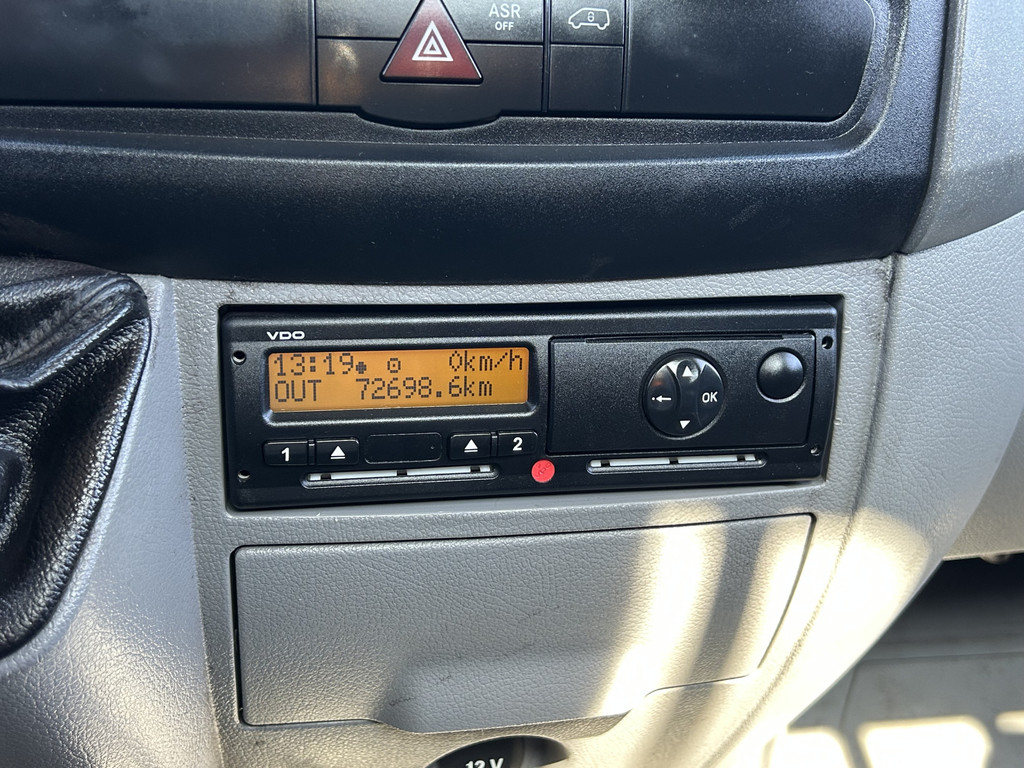 ASR
OFF
VDO
13:19 0km/h
OUT 72698.6km
1
2
OK
12 V